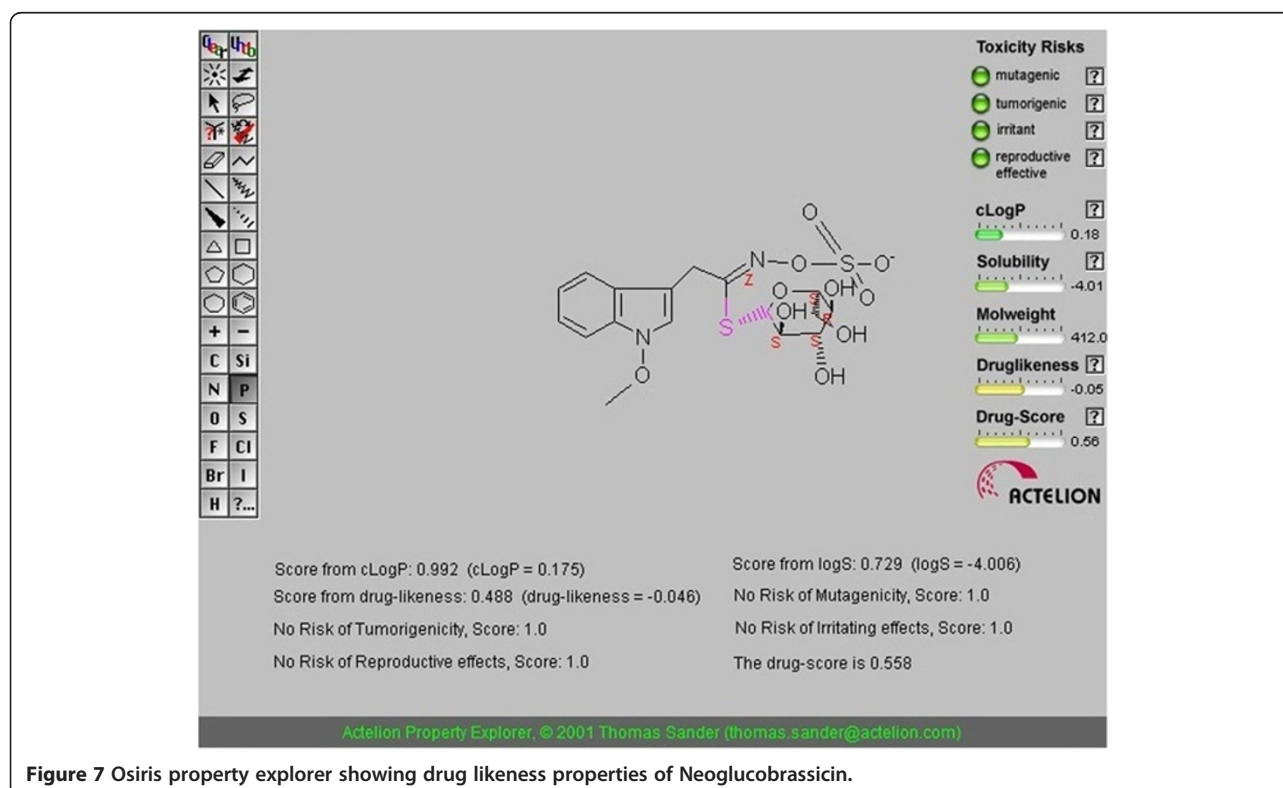 Clear Undo
Toxicity Risks
mutagenic ?
tumorigenic ?
irritant ?
reproductive ?
effective
cLogP ?
0.18
Solubility ?
-4.01
Molweight
412.0
Druglikeness ?
-0.05
Drug-Score ?
0.56
ACTELION
+ −
C Si
N P
O S
F Cl
Br I
H ?...
O
N O S O-
Z
O
O OH
S
S OH
S S OH
N
O OH
Score from cLogP: 0.992 (cLogP = 0.175)
Score from logS: 0.729 (logS = -4.006)
Score from drug-likeness: 0.488 (drug-likeness = -0.046)
No Risk of Mutagenicity, Score: 1.0
No Risk of Tumorigenicity, Score: 1.0
No Risk of Irritating effects, Score: 1.0
No Risk of Reproductive effects, Score: 1.0
The drug-score is 0.558
Actelion Property Explorer, © 2001 Thomas Sander (thomas.sander@actelion.com)
Figure 7 Osiris property explorer showing drug likeness properties of Neoglucobrassicin.